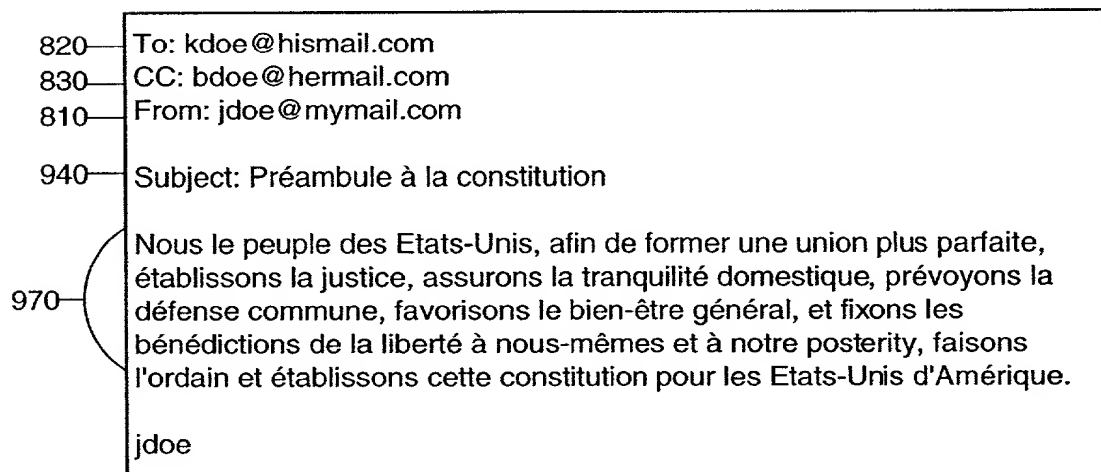 820 To: kdoe@hismail.com
830 CC: bdoe@hermail.com
810 From: jdoe@mymail.com
940 Subject: Préambule à la constitution
Nous le peuple des Etats-Unis, afin de former une union plus parfaite,
établissons la justice, assurons la tranquilité domestique, prévoyons la
970 défense commune, favorisons le bien-être général, et fixons les
bénédictions de la liberté à nous-mêmes et à notre posterity, faisons
l'ordain et établissons cette constitution pour les Etats-Unis d'Amérique.
jdoe